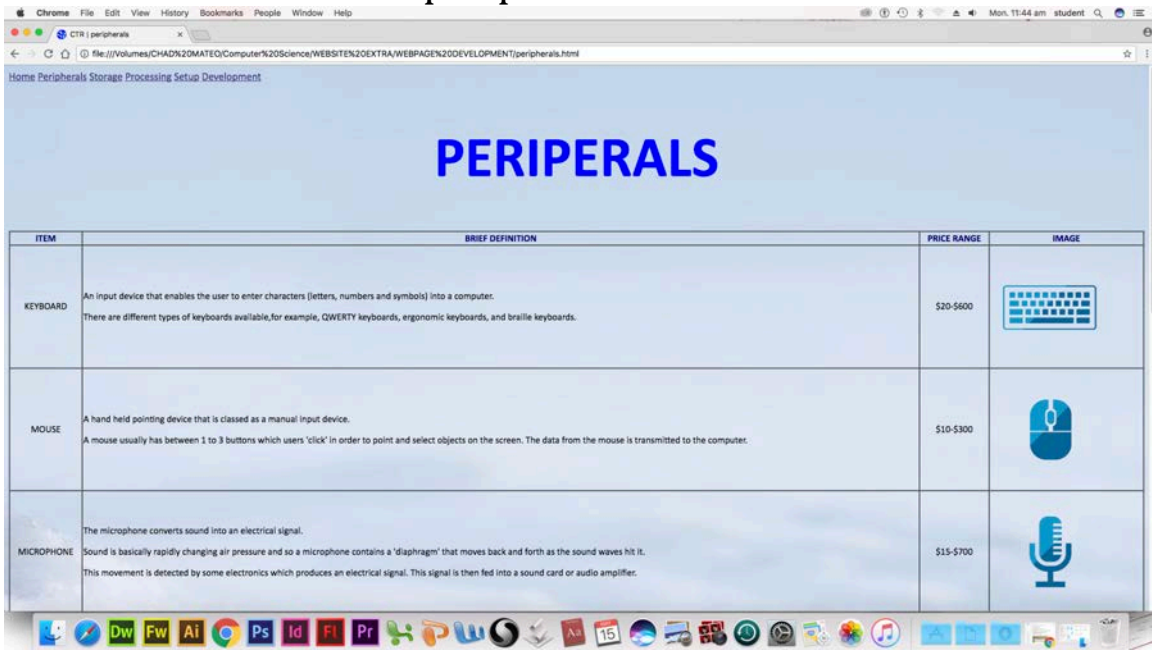 Chrome File Edit View History Bookmarks People Window Help Mon. 11:44 am student
CTR | peripherals
file:///Volumes/CHAD%20MATEO/Computer%20Science/WEBSITE%20EXTRA/WEBPAGE%20DEVELOPMENT/peripherals.html
Home Peripherals Storage Processing Setup Development
PERIPERALS
ITEM BRIEF DEFINITION PRICE RANGE IMAGE
An input device that enables the user to enter characters (letters, numbers and symbols) into a computer.
KEYBOARD $20-$600
There are different types of keyboards available,for example, QWERTY keyboards, ergonomic keyboards, and braille keyboards.
A hand held pointing device that is classed as a manual input device.
MOUSE $10-$300
A mouse usually has between 1 to 3 buttons which users 'click' in order to point and select objects on the screen. The data from the mouse is transmitted to the computer.
The microphone converts sound into an electrical signal.
MICROPHONE Sound is basically rapidly changing air pressure and so a microphone contains a 'diaphragm' that moves back and forth as the sound waves hit it. $15-$700
This movement is detected by some electronics which produces an electrical signal. This signal is then fed into a sound card or audio amplifier.
Dw Fw Ai Ps Id Fl Pr Aa 15